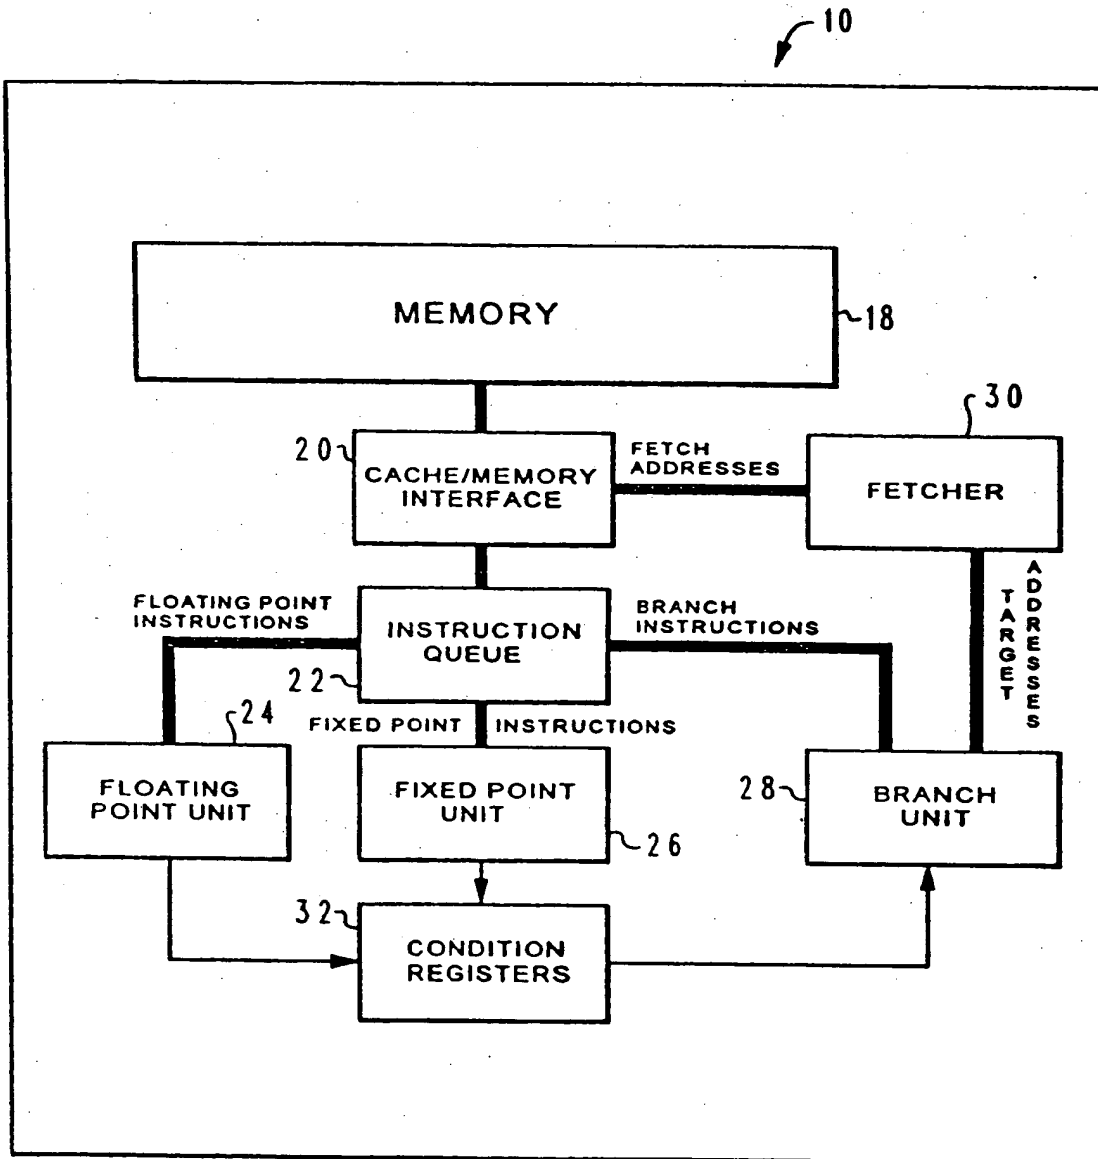 10
MEMORY
18
20
CACHE/MEMORY
INTERFACE
FETCH
ADDRESSES
30
FETCHER
FLOATING POINT
INSTRUCTIONS
INSTRUCTION
QUEUE
22
BRANCH
INSTRUCTIONS
TARGET
ADDRESSES
FIXED POINT INSTRUCTIONS
24
FLOATING
POINT UNIT
FIXED POINT
UNIT
26
28
BRANCH
UNIT
32
CONDITION
REGISTERS